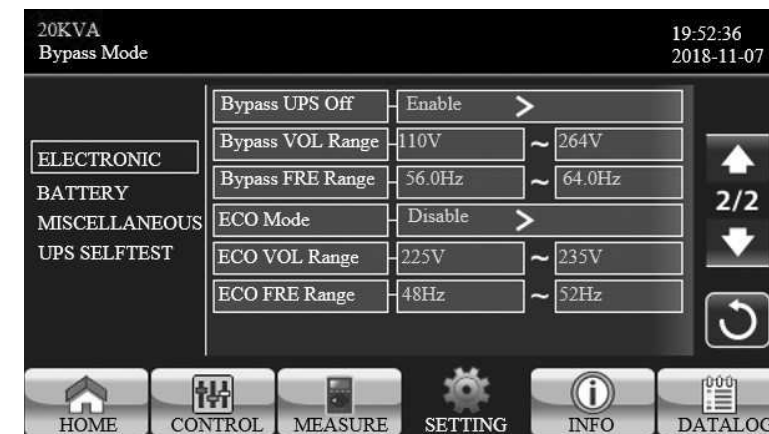 20KVA
Bypass Mode
19:52:36
2018-11-07
ELECTRONIC
BATTERY
MISCELLANEOUS
UPS SELFTEST
Bypass UPS Off Enable >
Bypass VOL Range 110V ~ 264V
Bypass FRE Range 56.0Hz ~ 64.0Hz
ECO Mode Disable >
ECO VOL Range 225V ~ 235V
ECO FRE Range 48Hz ~ 52Hz
2/2
HOME CONTROL MEASURE SETTING INFO DATALOG